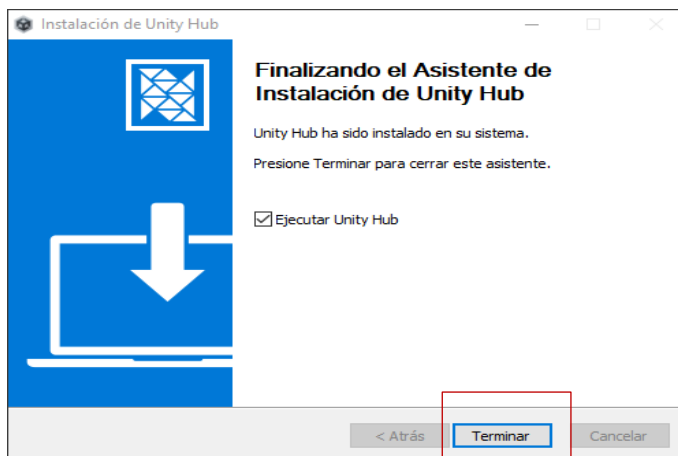 Instalación de Unity Hub
Finalizando el Asistente de
Instalación de Unity Hub
Unity Hub ha sido instalado en su sistema.
Presione Terminar para cerrar este asistente.
Ejecutar Unity Hub
< Atrás Terminar Cancelar